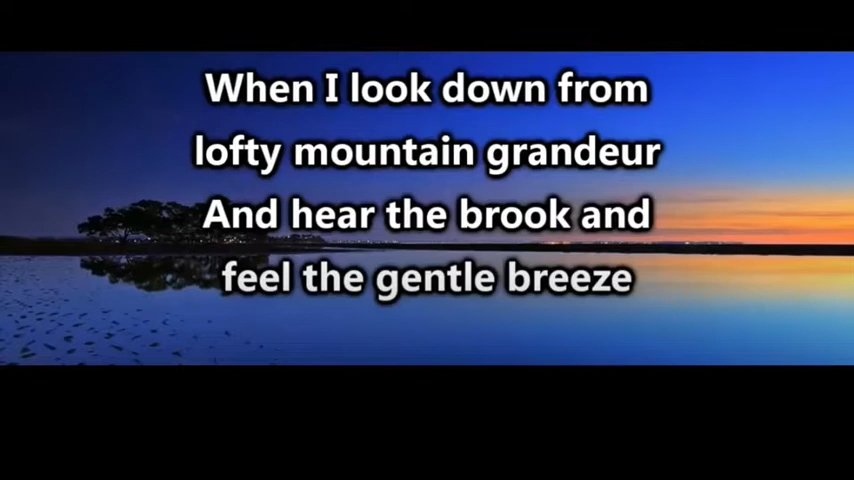 When I look down from
lofty mountain grandeur
And hear the brook and
feel the gentle breeze